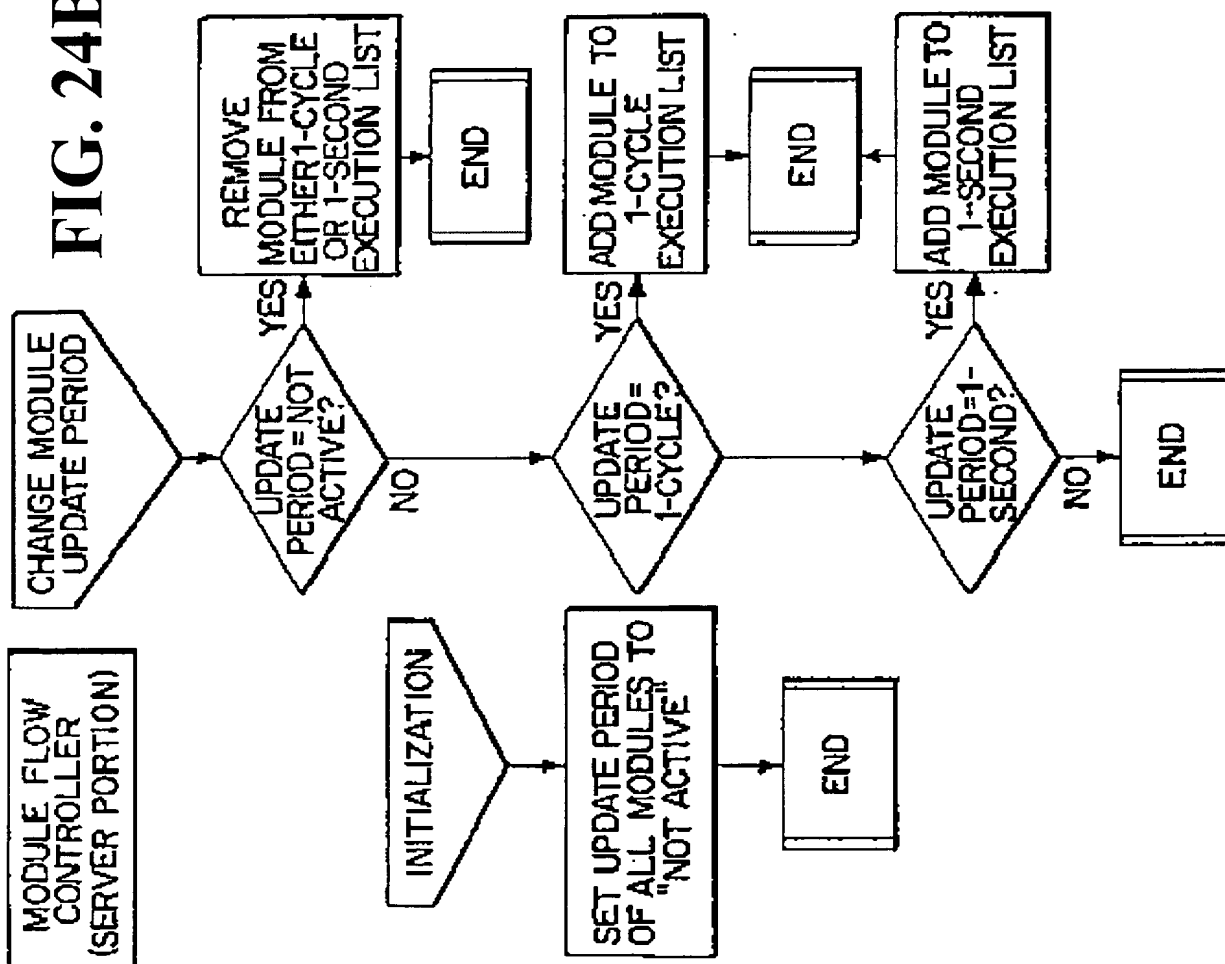 FIG. 24B
MODULE FLOW
CONTROLLER
(SERVER PORTION)
INITIALIZATION
SET UPDATE PERIOD
OF ALL MODULES TO
"NOT ACTIVE"
END
CHANGE MODULE
UPDATE PERIOD
UPDATE
PERIOD=NOT
ACTIVE?
YES
NO
REMOVE
MODULE FROM
EITHER 1-CYCLE
OR 1-SECOND
EXECUTION LIST
END
UPDATE
PERIOD=
1-CYCLE?
YES
ADD MODULE TO
1-CYCLE
EXECUTION LIST
END
UPDATE
PERIOD=1-
SECOND?
YES
NO
ADD MODULE TO
1-SECOND
EXECUTION LIST
END